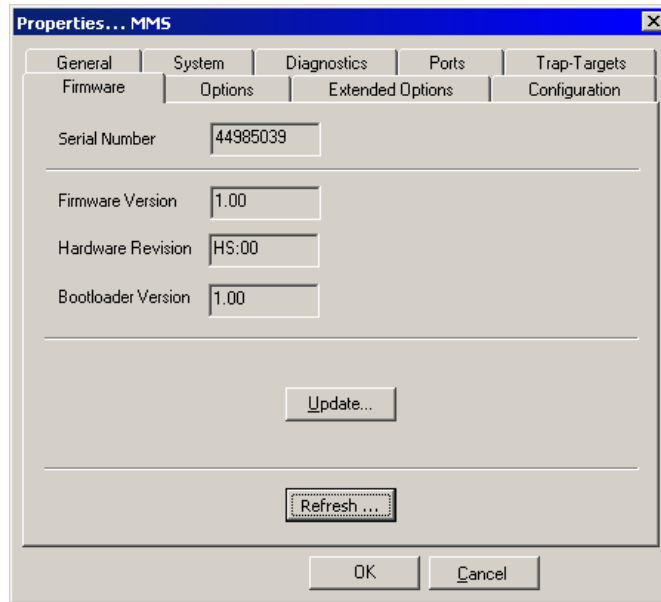 Properties... MMS
General System Diagnostics Ports Trap-Targets
Firmware Options Extended Options Configuration
Serial Number 44985039
Firmware Version 1.00
Hardware Revision HS:00
Bootloader Version 1.00
Update...
Refresh ...
OK Cancel